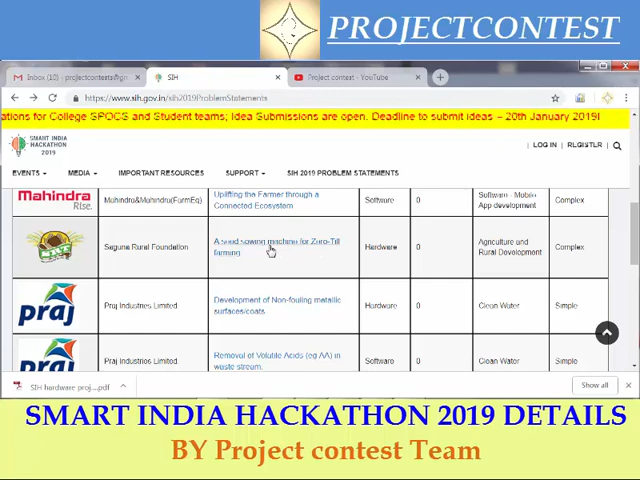 PROJECTCONTEST
Inbox (10) - projectcontests@gm
SIH
Project contest - YouTube
https://www.sih.gov.in/sih2019ProblemStatements
ations for College SPOCS and Student teams; Idea Submissions are open. Deadline to submit ideas – 20th January 2019!
SMART INDIA
HACKATHON
2019
LOG IN | REGISTER
EVENTS MEDIA IMPORTANT RESOURCES SUPPORT SIH 2019 PROBLEM STATEMENTS
Mahindra
Rise.
Mahindra&Mahindra(FarmEq)
Uplifting the Farmer through a
Connected Ecosystem
Software
0
Software - Mobile
App development
Complex
Saguna Rural Foundation
A seed sowing machine for Zero-Till
farming
Hardware
0
Agriculture and
Rural Development
Complex
praj
Praj Industries Limited
Development of Non-fouling metallic
surfaces/coats
Hardware
0
Clean Water
Simple
praj
Praj Industries Limited.
Removal of Volatile Acids (eg AA) in
waste stream.
Software
0
Clean Water
Simple
SIH hardware proj....pdf
Show all
SMART INDIA HACKATHON 2019 DETAILS
BY Project contest Team